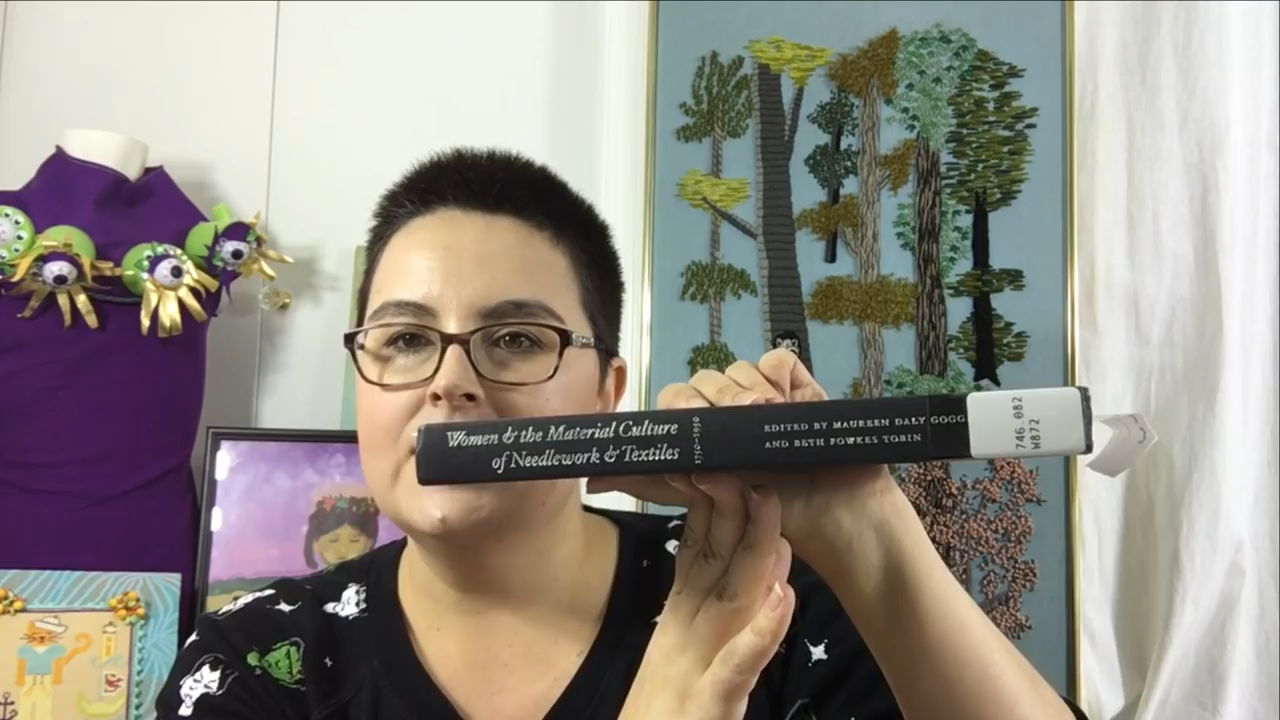 Women & the Material Culture
of Needlework & Textiles
1750–1950
EDITED BY MAUREEN DALY GOGG
AND BETH FOWKES TOBIN
746.082
W872